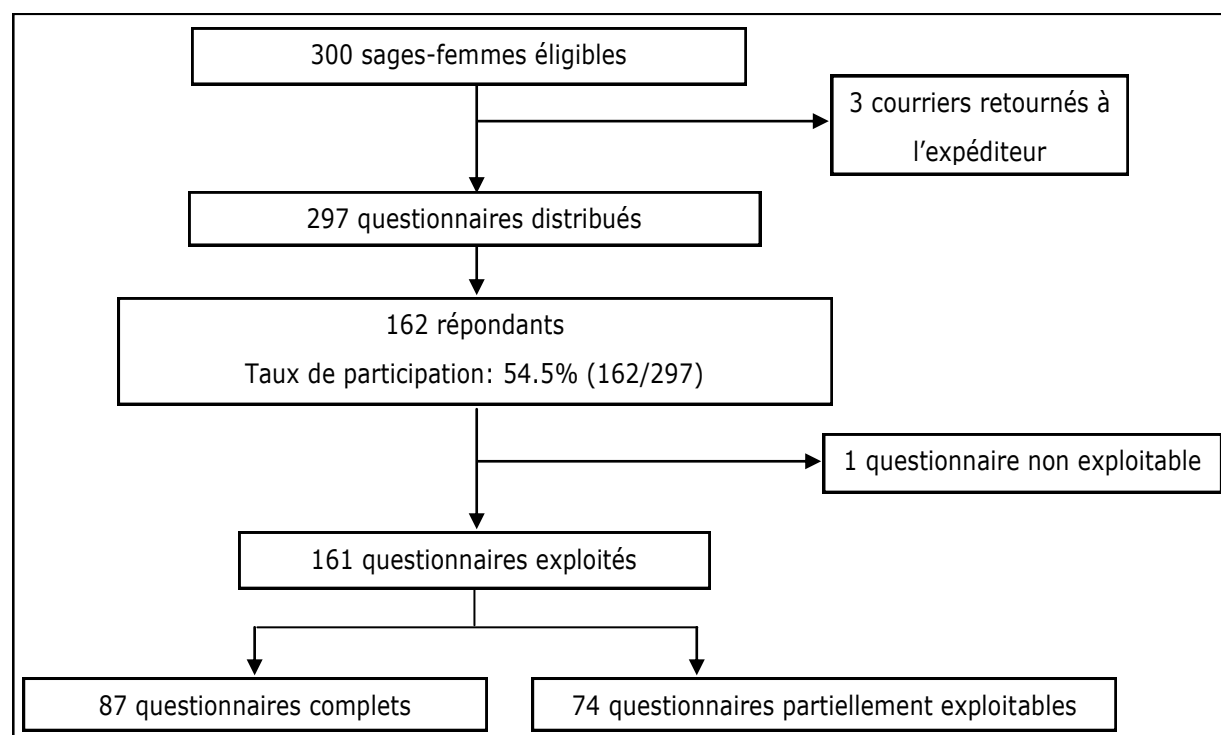 300 sages-femmes éligibles
3 courriers retournés à
l’expéditeur
297 questionnaires distribués
162 répondants
Taux de participation: 54.5% (162/297)
1 questionnaire non exploitable
161 questionnaires exploités
87 questionnaires complets
74 questionnaires partiellement exploitables